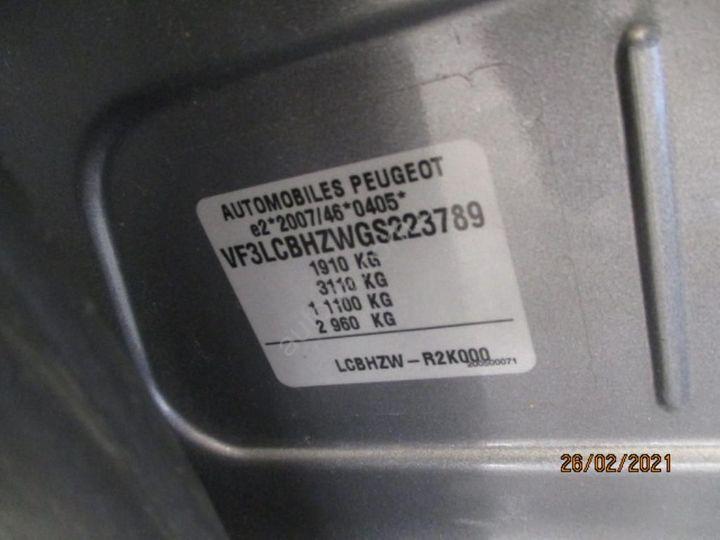 AUTOMOBILES PEUGEOT
e2*2007/46*0405*
VF3LCBHZWGS223789
1910 KG
3110 KG
1 1100 KG
2 960 KG
LCBHZW-R2K000
200500071
26/02/2021